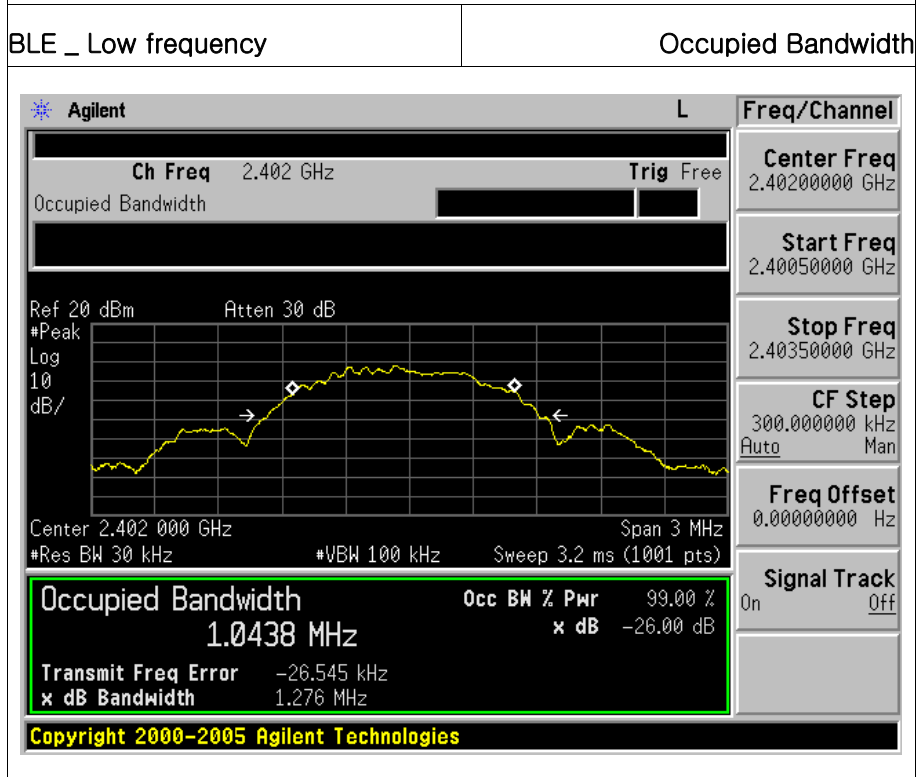 BLE _ Low frequency Occupied Bandwidth
Agilent L Freq/Channel
Ch Freq 2.402 GHz Trig Free
Occupied Bandwidth
Center Freq
2.40200000 GHz
Start Freq
2.40050000 GHz
Stop Freq
2.40350000 GHz
CF Step
300.000000 kHz
Auto Man
Freq Offset
0.00000000 Hz
Signal Track
On Off
Ref 20 dBm Atten 30 dB
#Peak
Log
10
dB/
Center 2.402 000 GHz Span 3 MHz
#Res BW 30 kHz #VBW 100 kHz Sweep 3.2 ms (1001 pts)
Occupied Bandwidth Occ BW % Pwr 99.00 %
1.0438 MHz x dB -26.00 dB
Transmit Freq Error -26.545 kHz
x dB Bandwidth 1.276 MHz
Copyright 2000-2005 Agilent Technologies